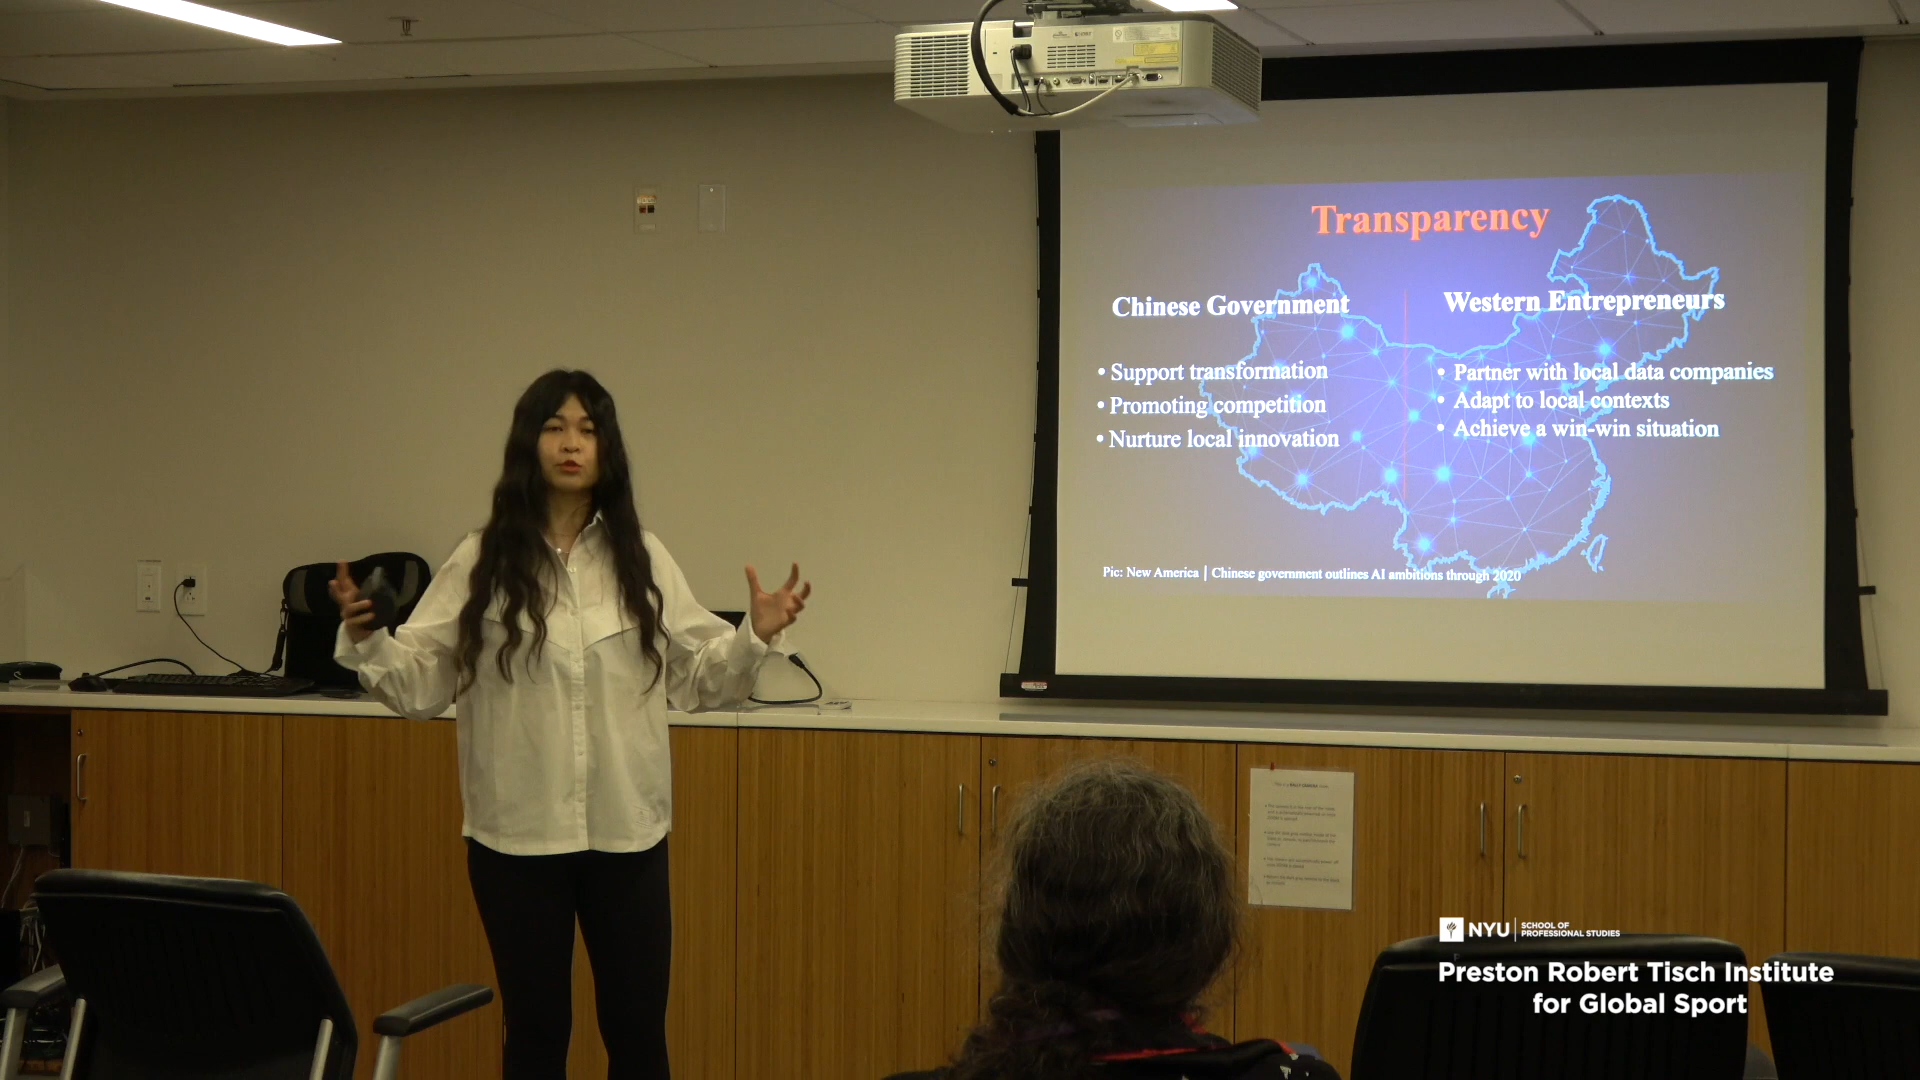 Transparency
Chinese Government
• Support transformation
• Promoting competition
• Nurture local innovation
Western Entrepreneurs
• Partner with local data companies
• Adapt to local contexts
• Achieve a win-win situation
Pic: New America | Chinese government outlines AI ambitions through 2020
NYU
SCHOOL OF
PROFESSIONAL STUDIES
Preston Robert Tisch Institute
for Global Sport